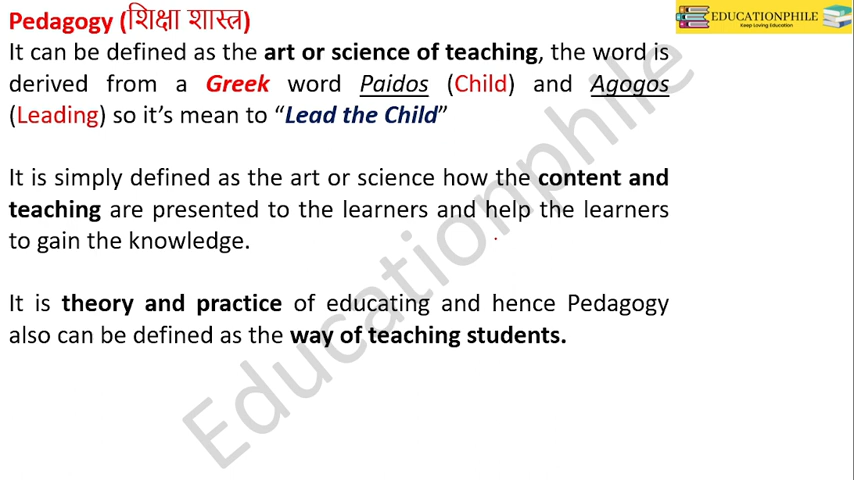 Pedagogy (शिक्षा शास्त्र)
EDUCATIONPHILE
Keep Loving Education
It can be defined as the art or science of teaching, the word is
derived from a Greek word Paidos (Child) and Agogos
(Leading) so it's mean to “Lead the Child”
It is simply defined as the art or science how the content and
teaching are presented to the learners and help the learners
to gain the knowledge.
It is theory and practice of educating and hence Pedagogy
also can be defined as the way of teaching students.
Educationphile